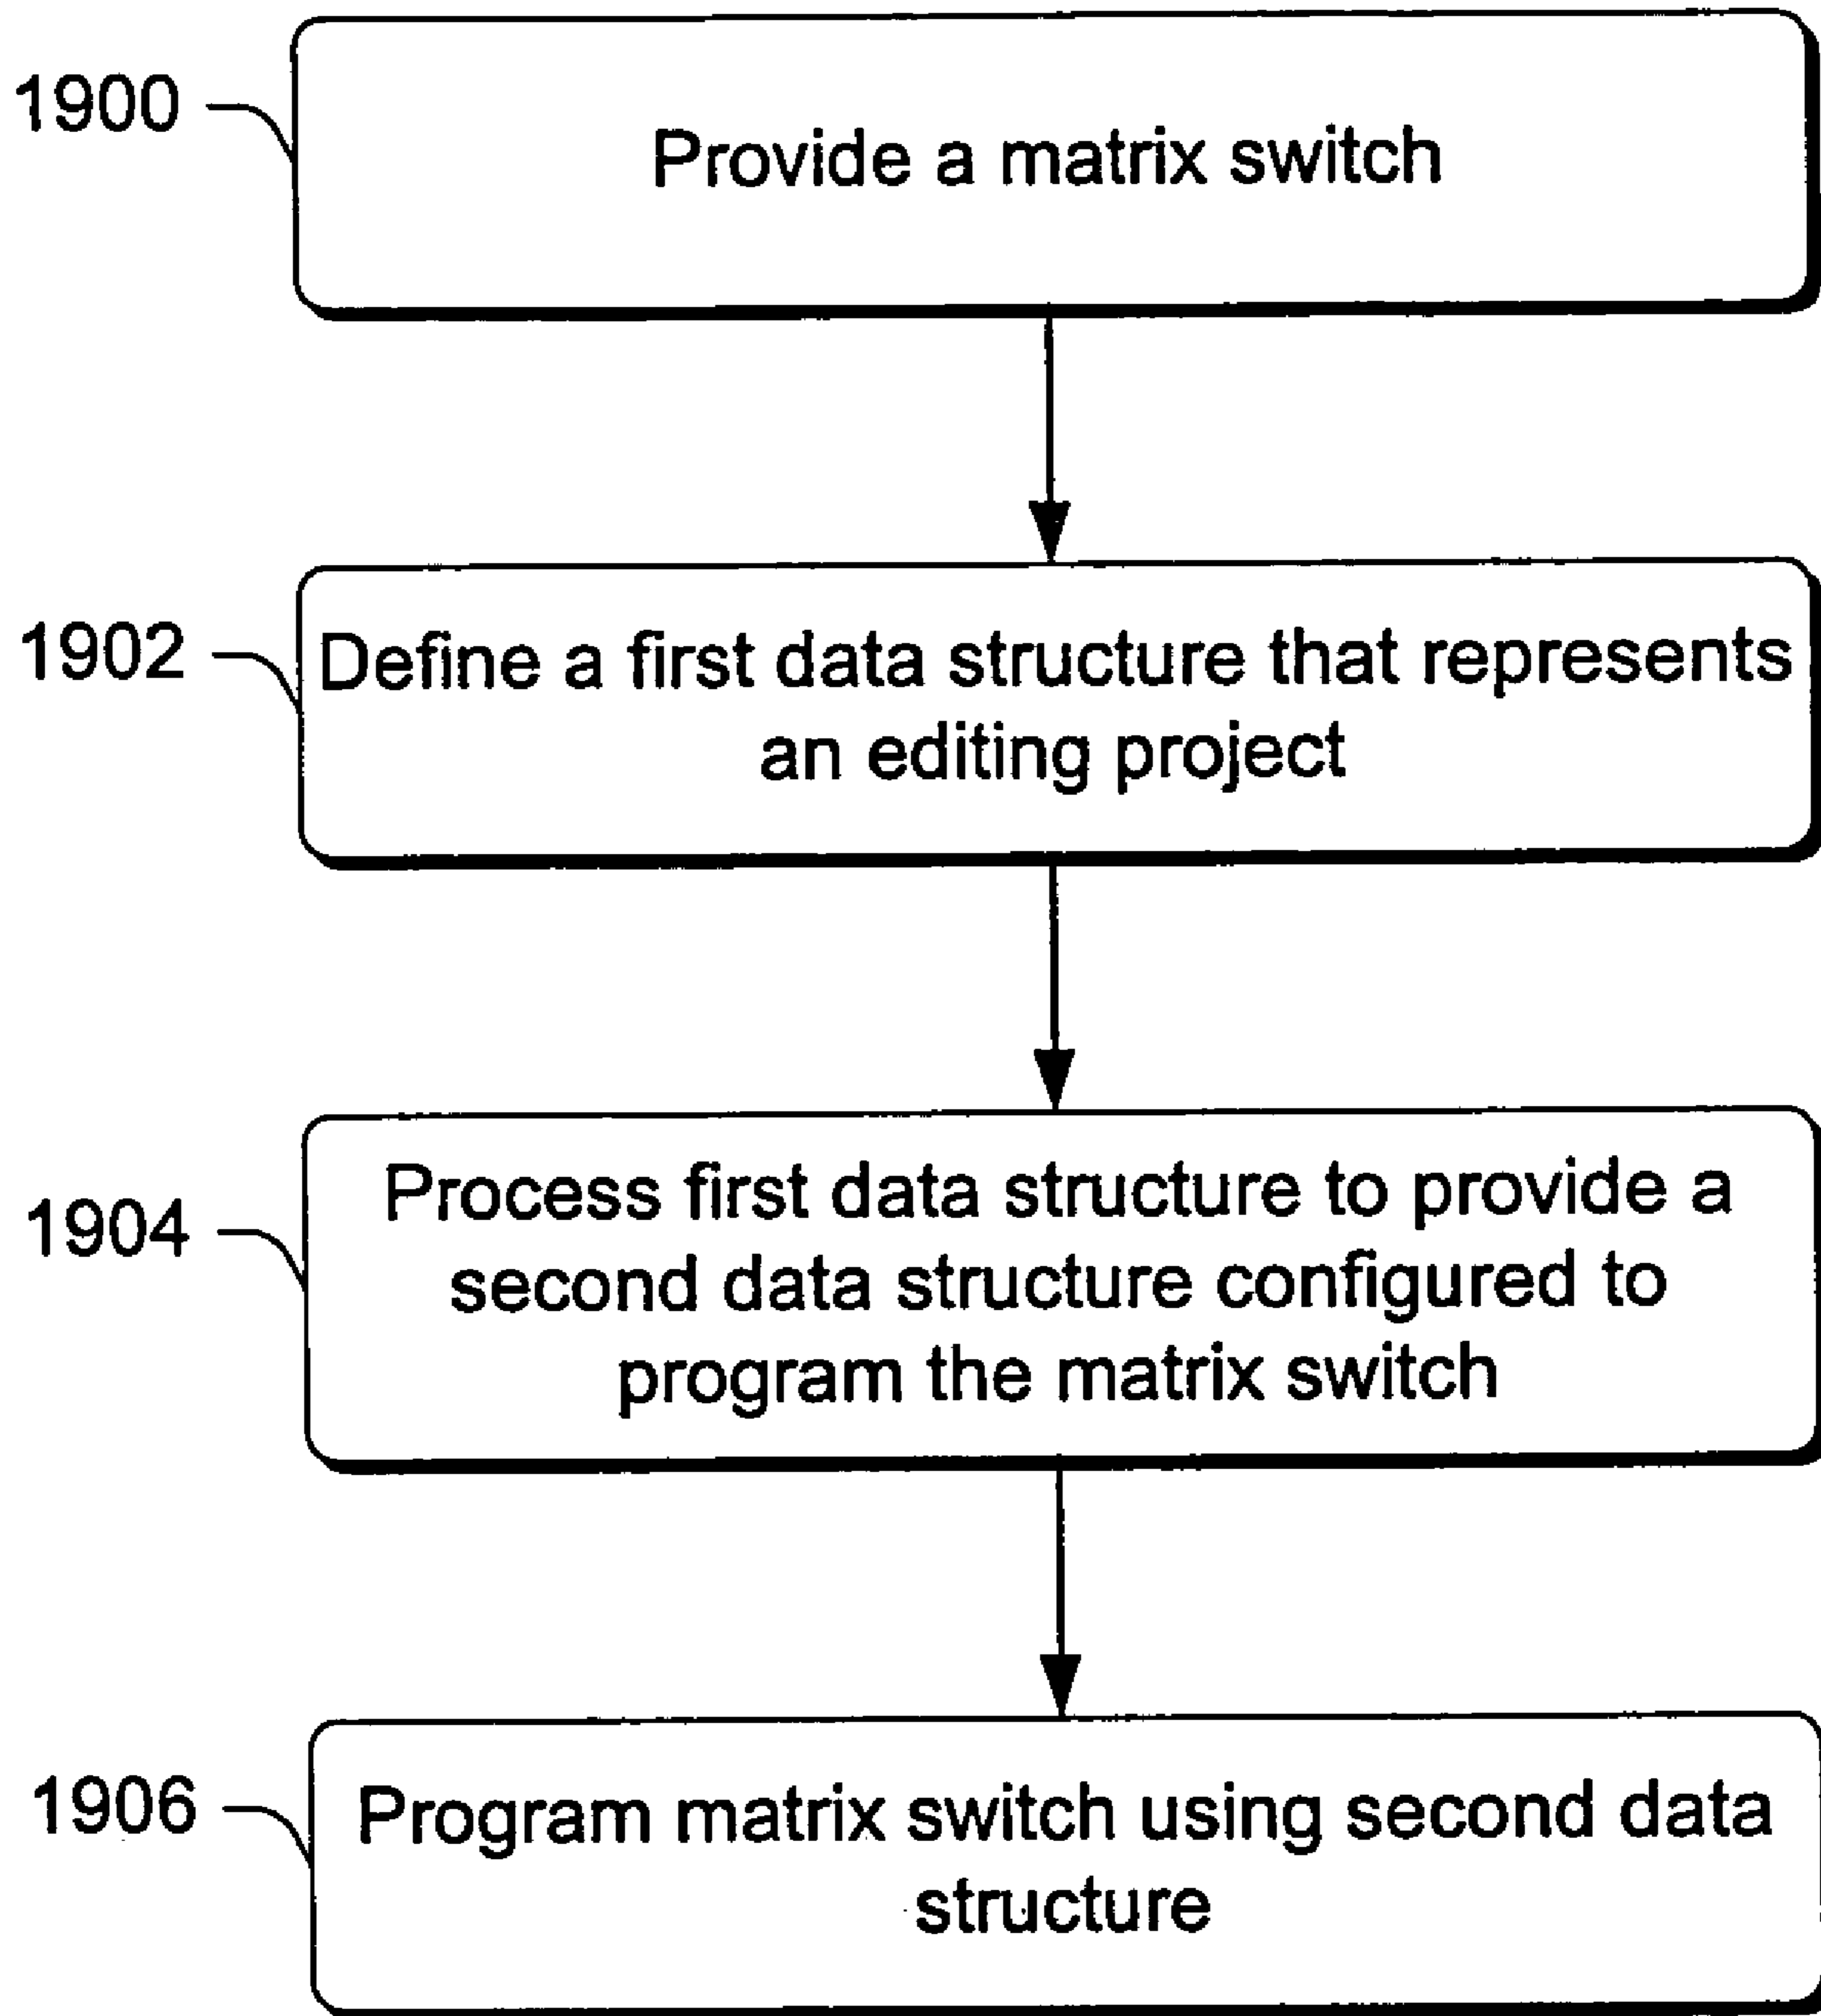 1900
Provide a matrix switch
1902
Define a first data structure that represents
an editing project
1904
Process first data structure to provide a
second data structure configured to
program the matrix switch
1906
Program matrix switch using second data
structure